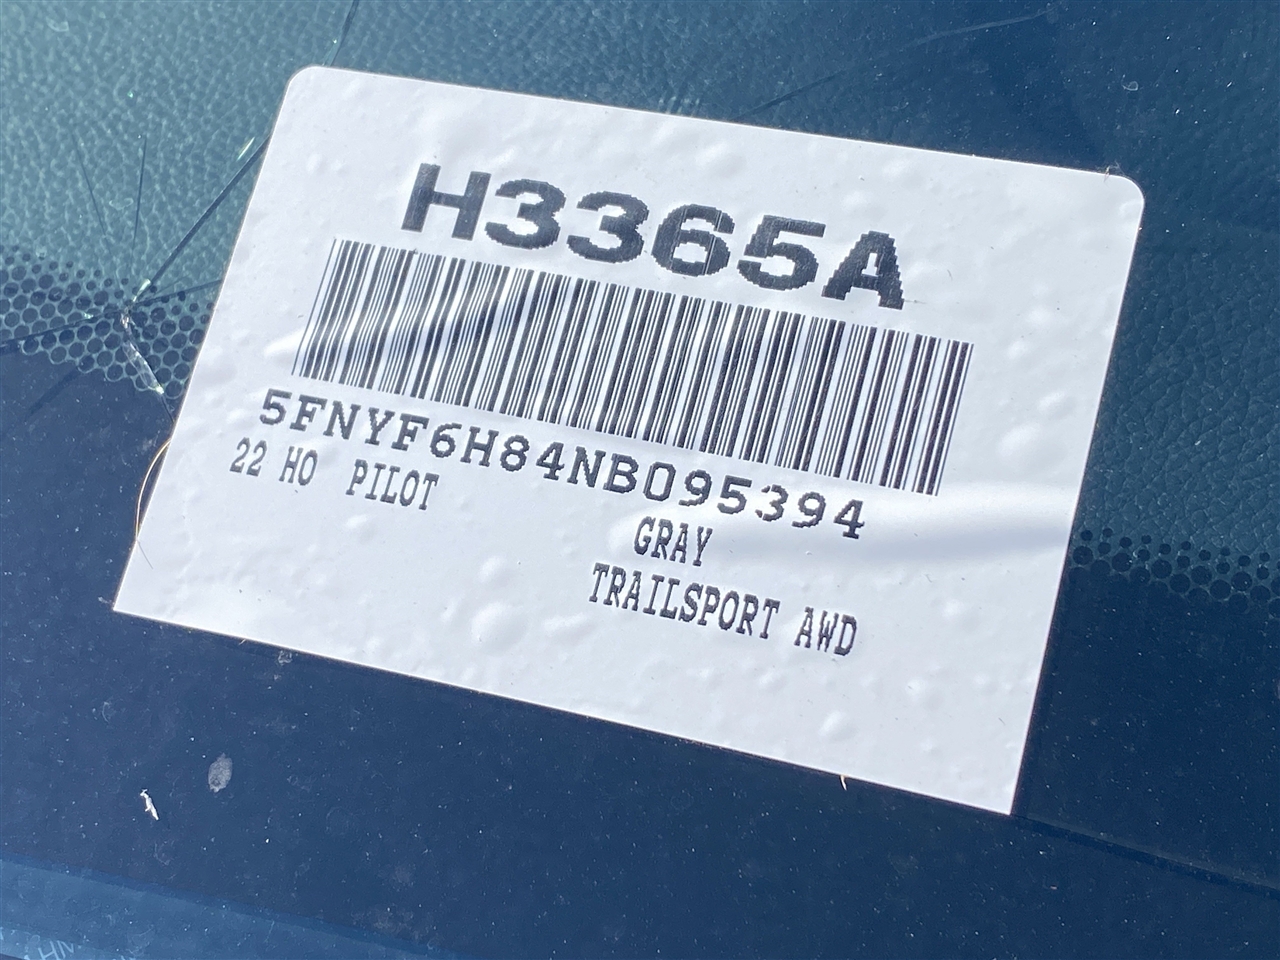 H3365A
5FNYF6H84NB095394
22 HO PILOT
GRAY
TRAILSPORT AWD